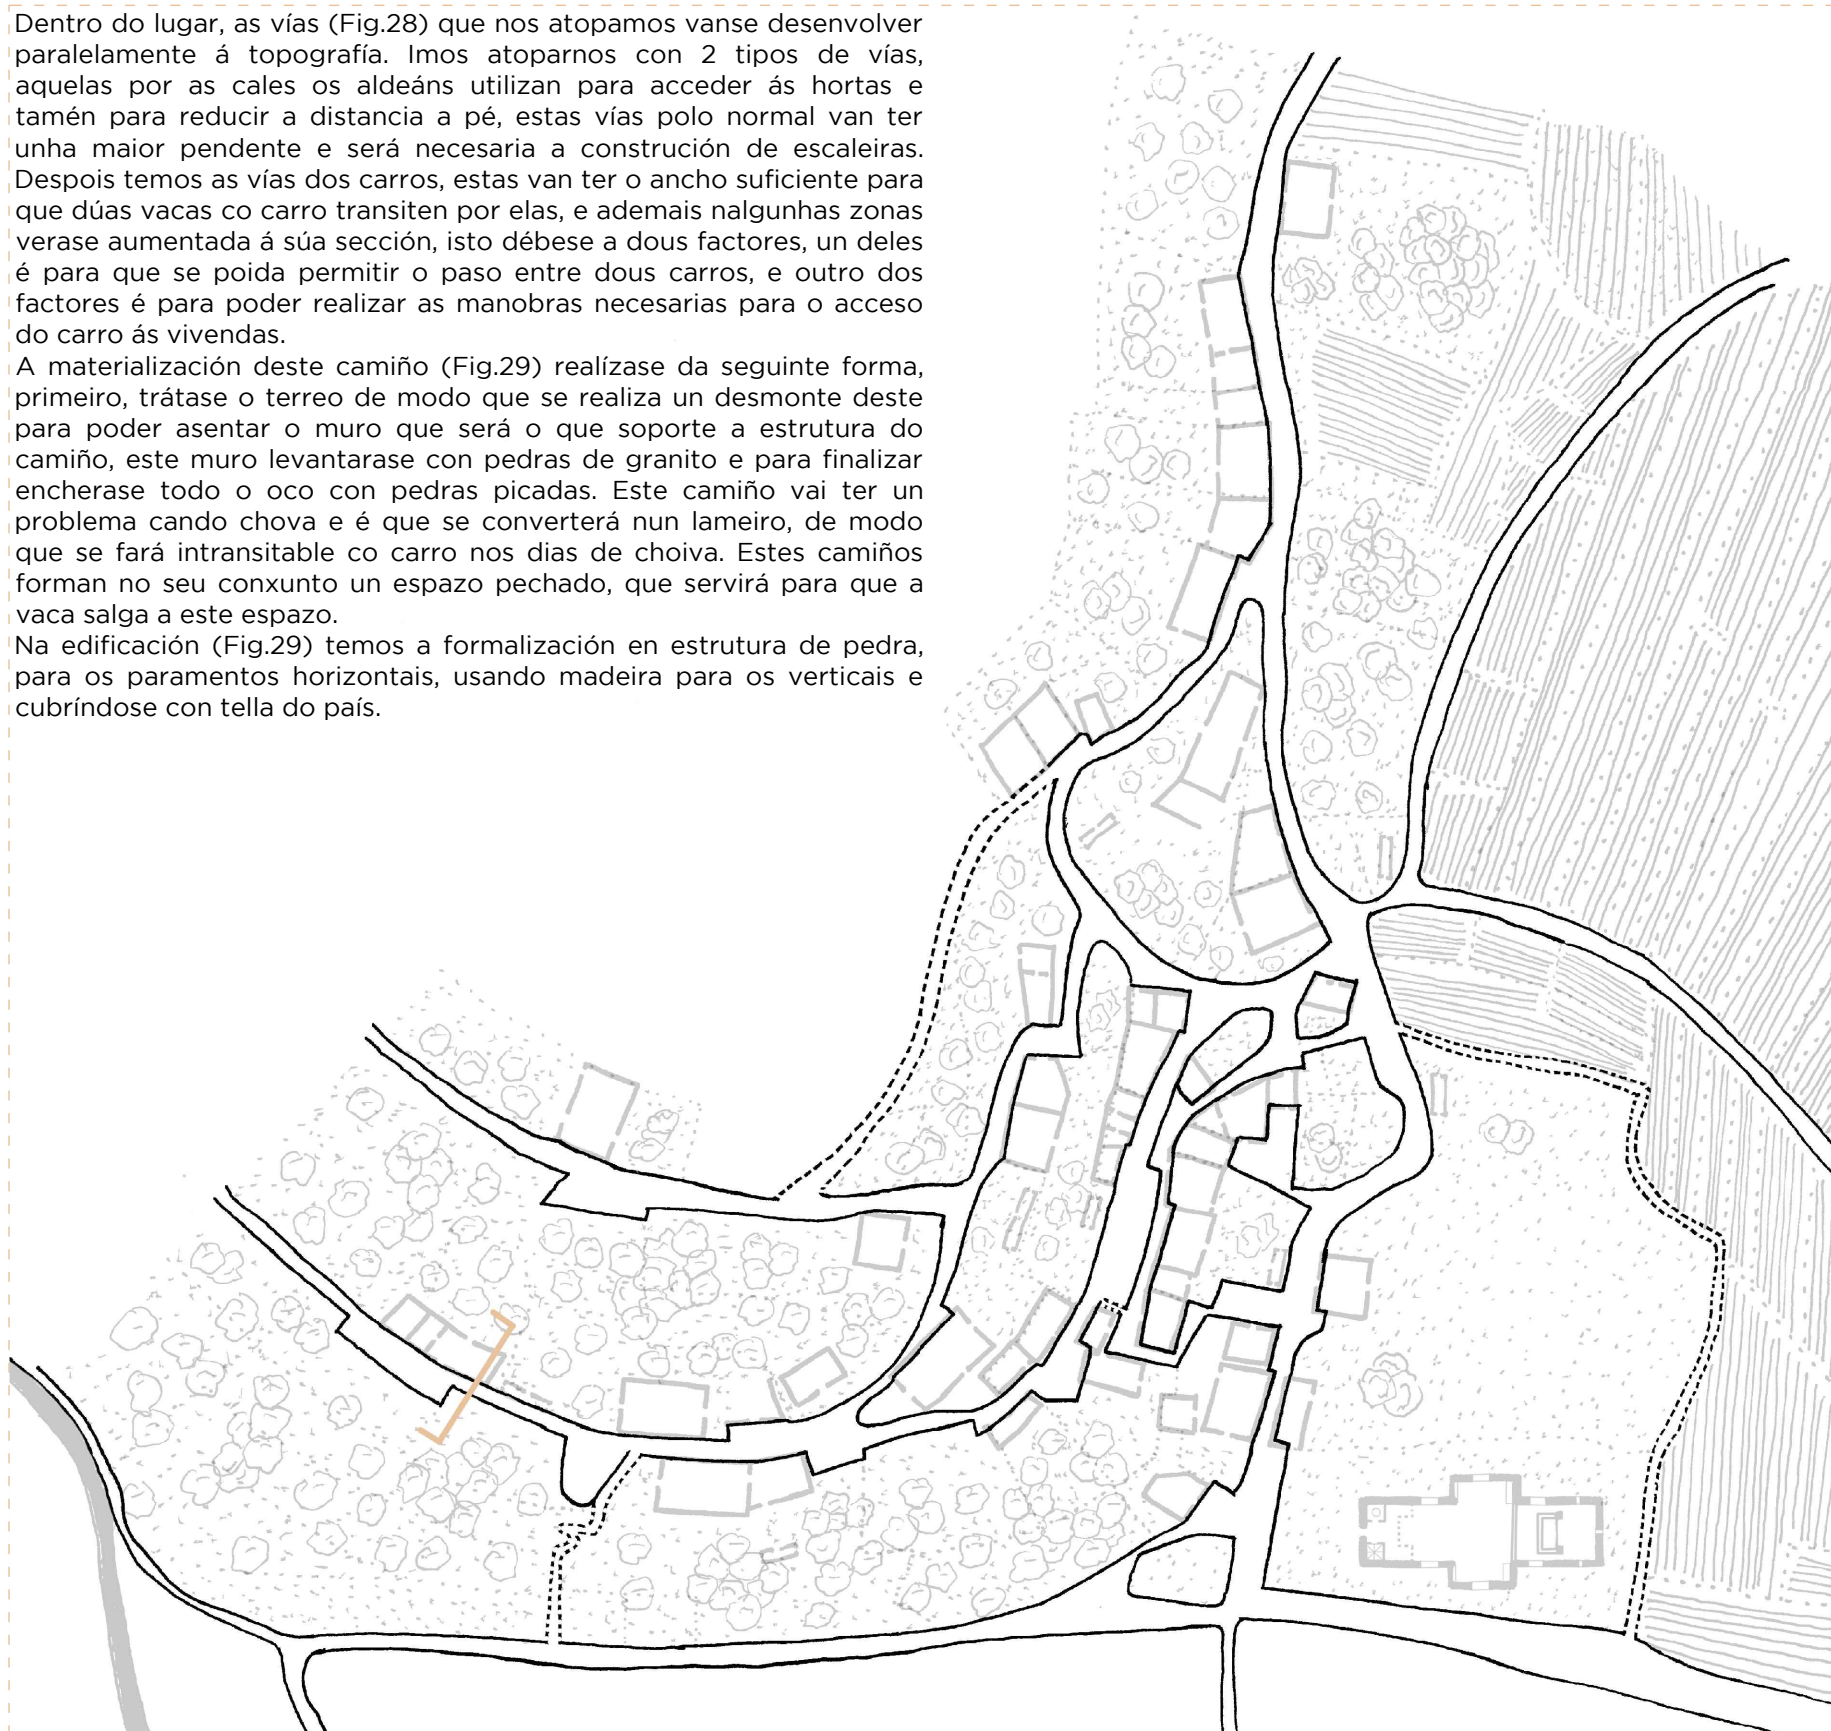 Dentro do lugar, as vías (Fig.28) que nos atopamos vanse desenvolver
paralelamente á topografía. Imos atoparnos con 2 tipos de vías,
aquelas por as cales os aldeáns utilizan para acceder ás hortas e
tamén para reducir a distancia a pé, estas vías polo normal van ter
unha maior pendente e será necesaria a construción de escaleiras.
Despois temos as vías dos carros, estas van ter o ancho suficiente para
que dúas vacas co carro transiten por elas, e ademais nalgunhas zonas
verase aumentada á súa sección, isto débese a dous factores, un deles
é para que se poida permitir o paso entre dous carros, e outro dos
factores é para poder realizar as manobras necesarias para o acceso
do carro ás vivendas.
A materialización deste camiño (Fig.29) realízase da seguinte forma,
primeiro, trátase o terreo de modo que se realiza un desmonte deste
para poder asentar o muro que será o que soporte a estrutura do
camiño, este muro levantarase con pedras de granito e para finalizar
encherase todo o oco con pedras picadas. Este camiño vai ter un
problema cando chova e é que se converterá nun lameiro, de modo
que se fará intransitable co carro nos dias de choiva. Estes camiños
forman no seu conxunto un espazo pechado, que servirá para que a
vaca salga a este espazo.
Na edificación (Fig.29) temos a formalización en estrutura de pedra,
para os paramentos horizontais, usando madeira para os verticais e
cubríndose con tella do país.